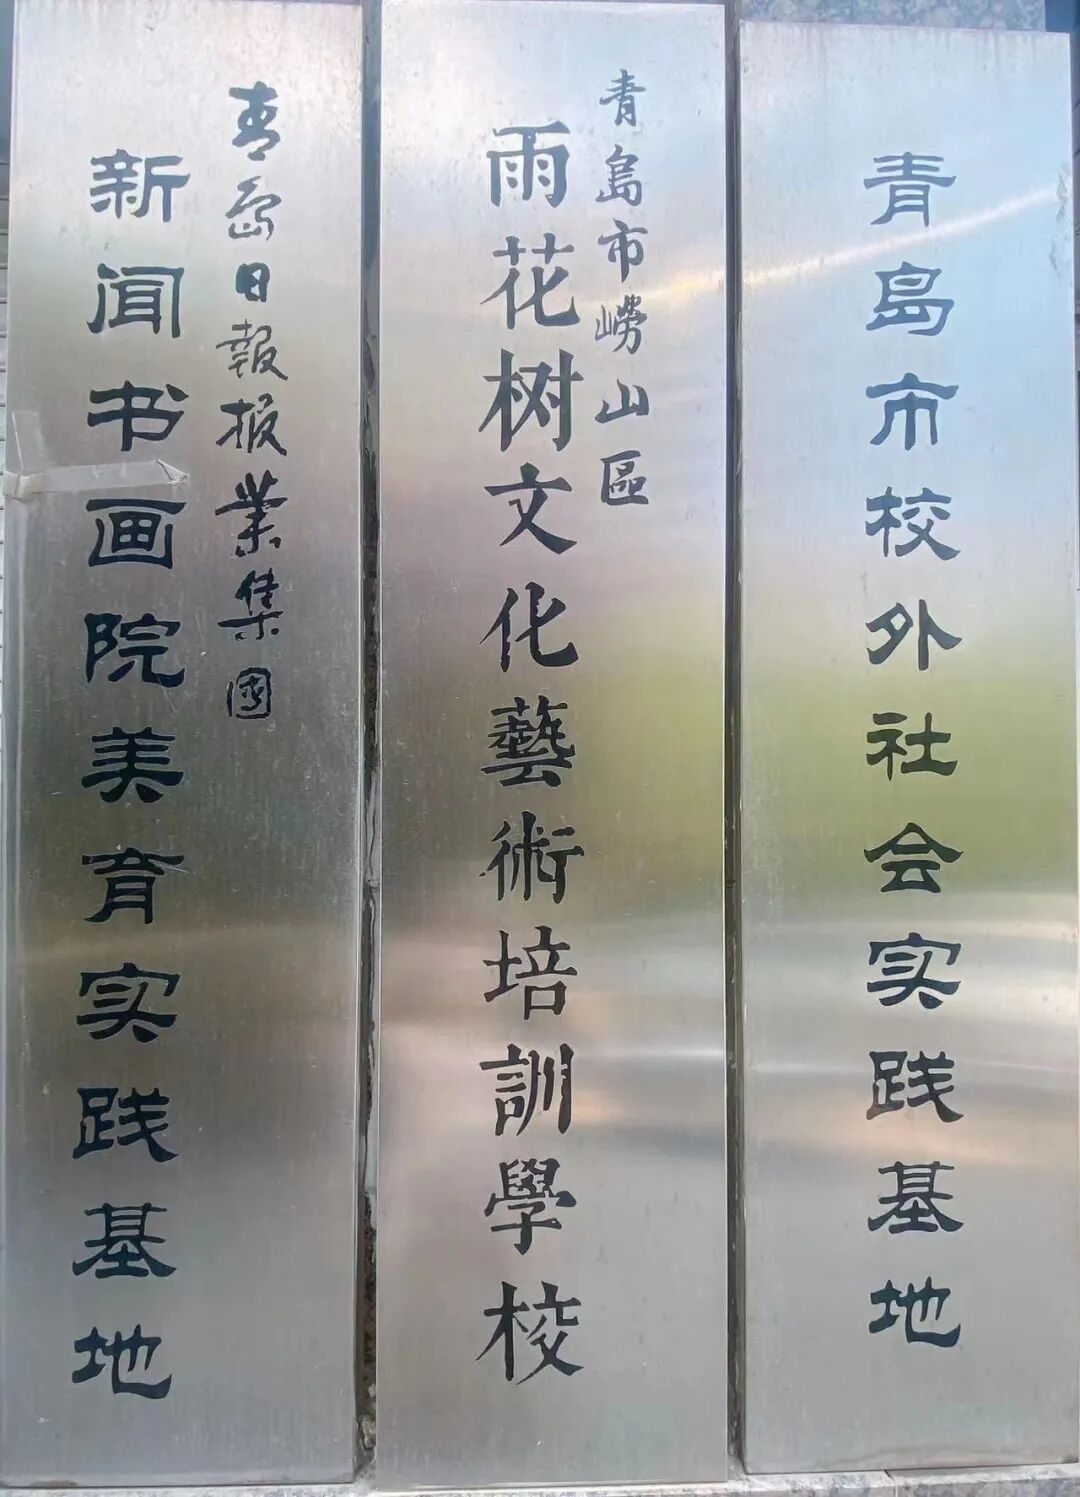 青島市校外社会实践基地
青島市嶗山區
雨花树文化藝術培訓學校
青島日報报業集團
新闻书画院美育实践基地